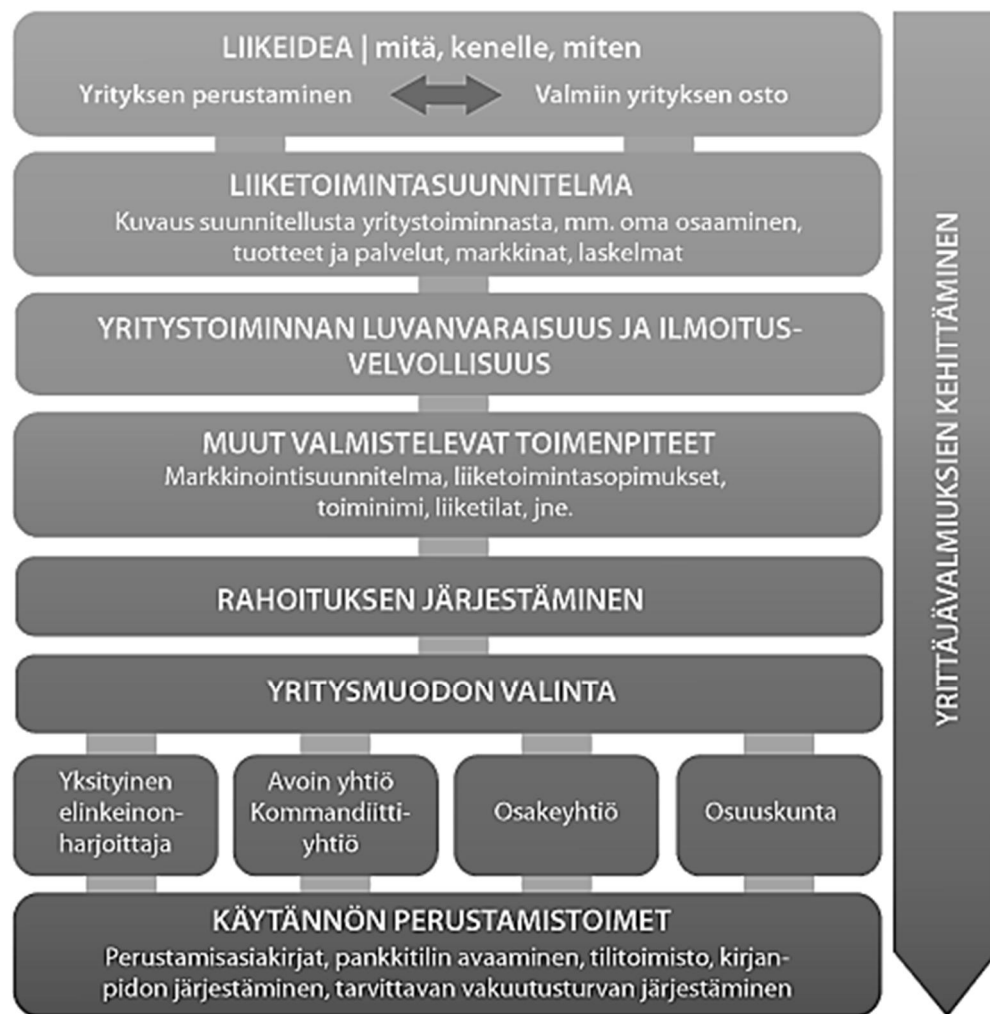 LIIKEIDEA | mitä, kenelle, miten
Yrityksen perustaminen
Valmiin yrityksen osto
LIIKETOIMINTASUUNNITELMA
Kuvaus suunnitellusta yritystoiminnasta, mm. oma osaaminen,
tuotteet ja palvelut, markkinat, laskelmat
YRITYSTOIMINNAN LUVANVARAISUUS JA ILMOITUS-
VELVOLLISUUS
MUUT VALMISTELEVAT TOIMENPITEET
Markkinointisuunnitelma, liiketoimintasopimukset,
toiminimi, liiketilat, jne.
RAHOITUKSEN JÄRJESTÄMINEN
YRITYSMUODON VALINTA
Yksityinen
elinkeinon-
harjoittaja
Avoin yhtiö
Kommandiitti-
yhtiö
Osakeyhtiö
Osuuskunta
KÄYTÄNNÖN PERUSTAMISTOIMET
Perustamisasiakirjat, pankkitilin avaaminen, tilitoimisto, kirjan-
pidon järjestäminen, tarvittavan vakuutusturvan järjestäminen
YRITTÄJÄVALMIUKSIEN KEHITTÄMINEN